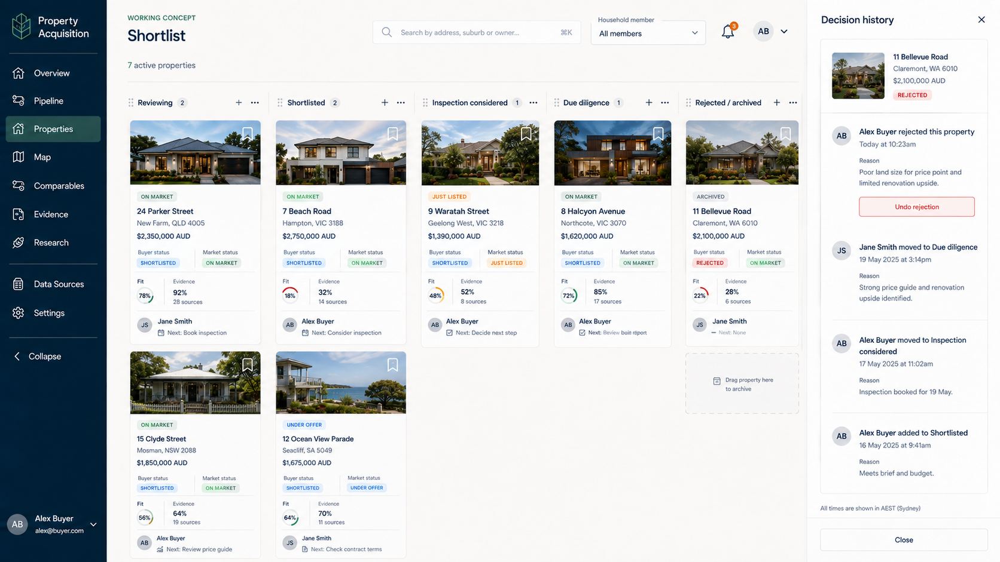 Property
Acquisition
Overview
Pipeline
Properties
Map
Comparables
Evidence
Research
Data Sources
Settings
Collapse
AB
Alex Buyer
alex@buyer.com
WORKING CONCEPT
Shortlist
Search by address, suburb or owner...
⌘K
Household member
All members
3
AB
7 active properties
Reviewing 2
ON MARKET
24 Parker Street
New Farm, QLD 4005
$2,350,000 AUD
Buyer status Market status
SHORTLISTED ON MARKET
Fit Evidence
78% 92%
28 sources
JS Jane Smith
Next: Book inspection
ON MARKET
15 Clyde Street
Mosman, NSW 2088
$1,850,000 AUD
Buyer status Market status
SHORTLISTED ON MARKET
Fit Evidence
56% 64%
19 sources
AB Alex Buyer
Next: Review price guide
Shortlisted 2
ON MARKET
7 Beach Road
Hampton, VIC 3188
$2,750,000 AUD
Buyer status Market status
SHORTLISTED ON MARKET
Fit Evidence
18% 32%
14 sources
AB Alex Buyer
Next: Consider inspection
UNDER OFFER
12 Ocean View Parade
Seacliff, SA 5049
$1,675,000 AUD
Buyer status Market status
SHORTLISTED UNDER OFFER
Fit Evidence
64% 70%
11 sources
JS Jane Smith
Next: Check contract terms
Inspection considered 1
JUST LISTED
9 Waratah Street
Geelong West, VIC 3218
$1,390,000 AUD
Buyer status Market status
SHORTLISTED JUST LISTED
Fit Evidence
48% 52%
8 sources
AB Alex Buyer
Next: Decide next step
Due diligence 1
ON MARKET
8 Halcyon Avenue
Northcote, VIC 3070
$1,620,000 AUD
Buyer status Market status
SHORTLISTED ON MARKET
Fit Evidence
72% 85%
17 sources
AB Alex Buyer
Next:
Rejected / archived
ARCHIVED
11 Bellevue Road
Claremont, WA 6010
$2,100,000 AUD
Buyer status Market status
REJECTED ON MARKET
Fit Evidence
22% 28%
6 sources
JS Jane Smith
Next: None
Drag property here
to archive
Decision history
11 Bellevue Road
Claremont, WA 6010
$2,100,000 AUD
REJECTED
AB Alex Buyer rejected this property
Today at 10:23am
Reason
Poor land size for price point and
limited renovation upside.
Undo rejection
JS Jane Smith moved to Due diligence
19 May 2025 at 3:14pm
Reason
Strong price guide and renovation
upside identified.
AB Alex Buyer moved to Inspection
considered
17 May 2025 at 11:02am
Reason
Inspection booked for 19 May.
AB Alex Buyer added to Shortlisted
16 May 2025 at 9:41am
Reason
Meets brief and budget.
All times are shown in AEST (Sydney)
Close